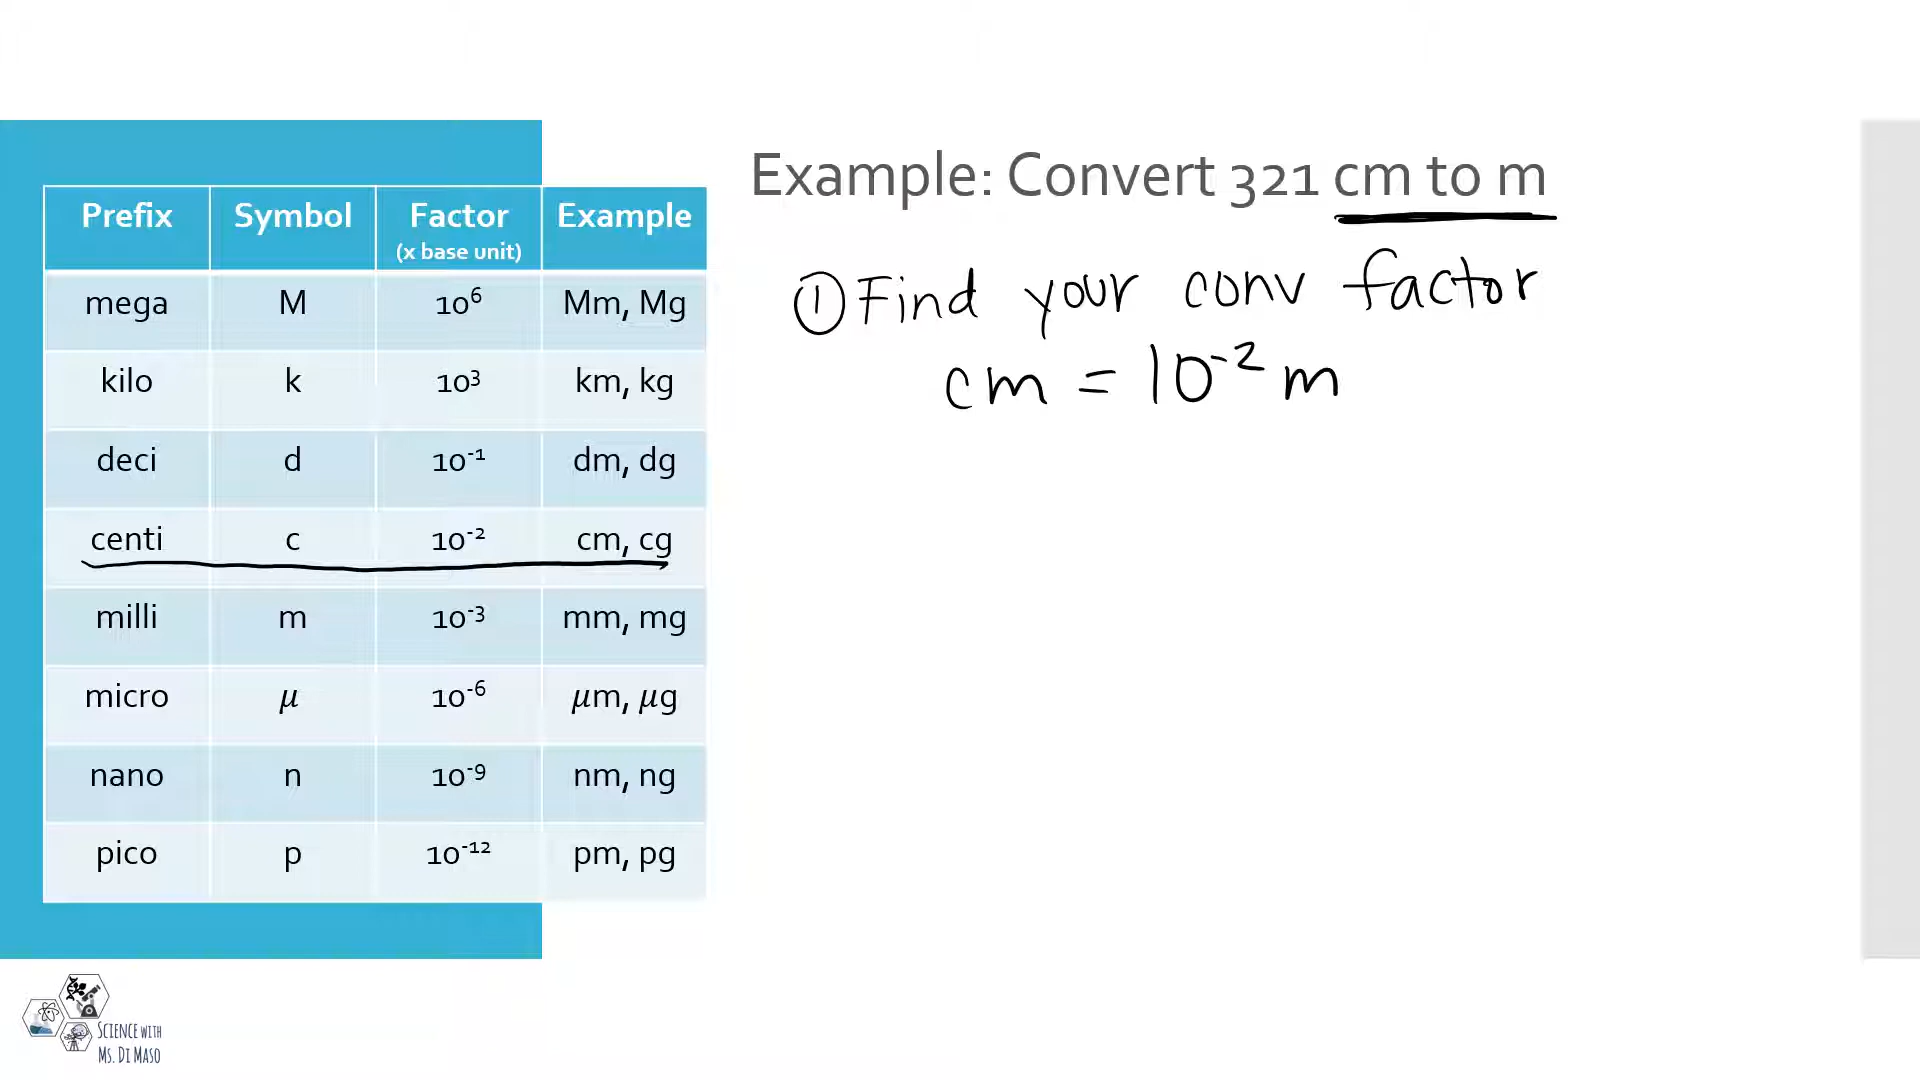 Example: Convert 321 cm to m
① Find your conv factor
cm = 10⁻² m
Prefix Symbol Factor (x base unit) Example
mega M 10⁶ Mm, Mg
kilo k 10³ km, kg
deci d 10⁻¹ dm, dg
centi c 10⁻² cm, cg
milli m 10⁻³ mm, mg
micro μ 10⁻⁶ μm, μg
nano n 10⁻⁹ nm, ng
pico p 10⁻¹² pm, pg
SCIENCE WITH
MS. DI MASO